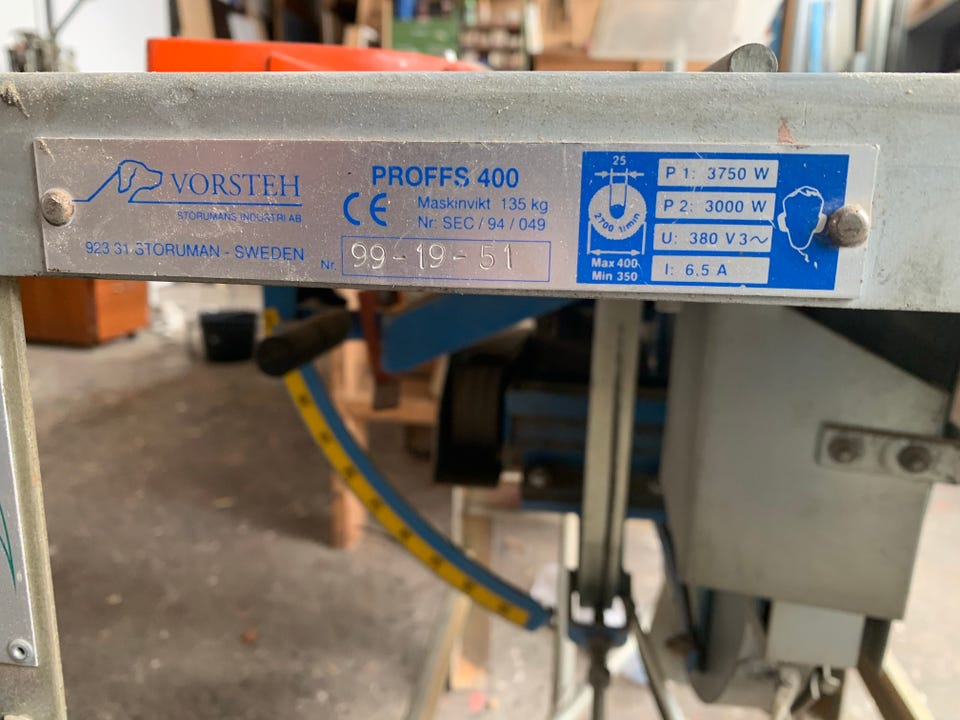 VORSTEH
STORUMANS INDUSTRI AB
923 31 STORUMAN - SWEDEN
PROFFS 400
CE Maskinvikt 135 kg
Nr: SEC / 94 / 049
Nr. 99-19-51
25
2700 1/min
Max 400
Min 350
P 1: 3750 W
P 2: 3000 W
U: 380 V 3~
I: 6.5 A